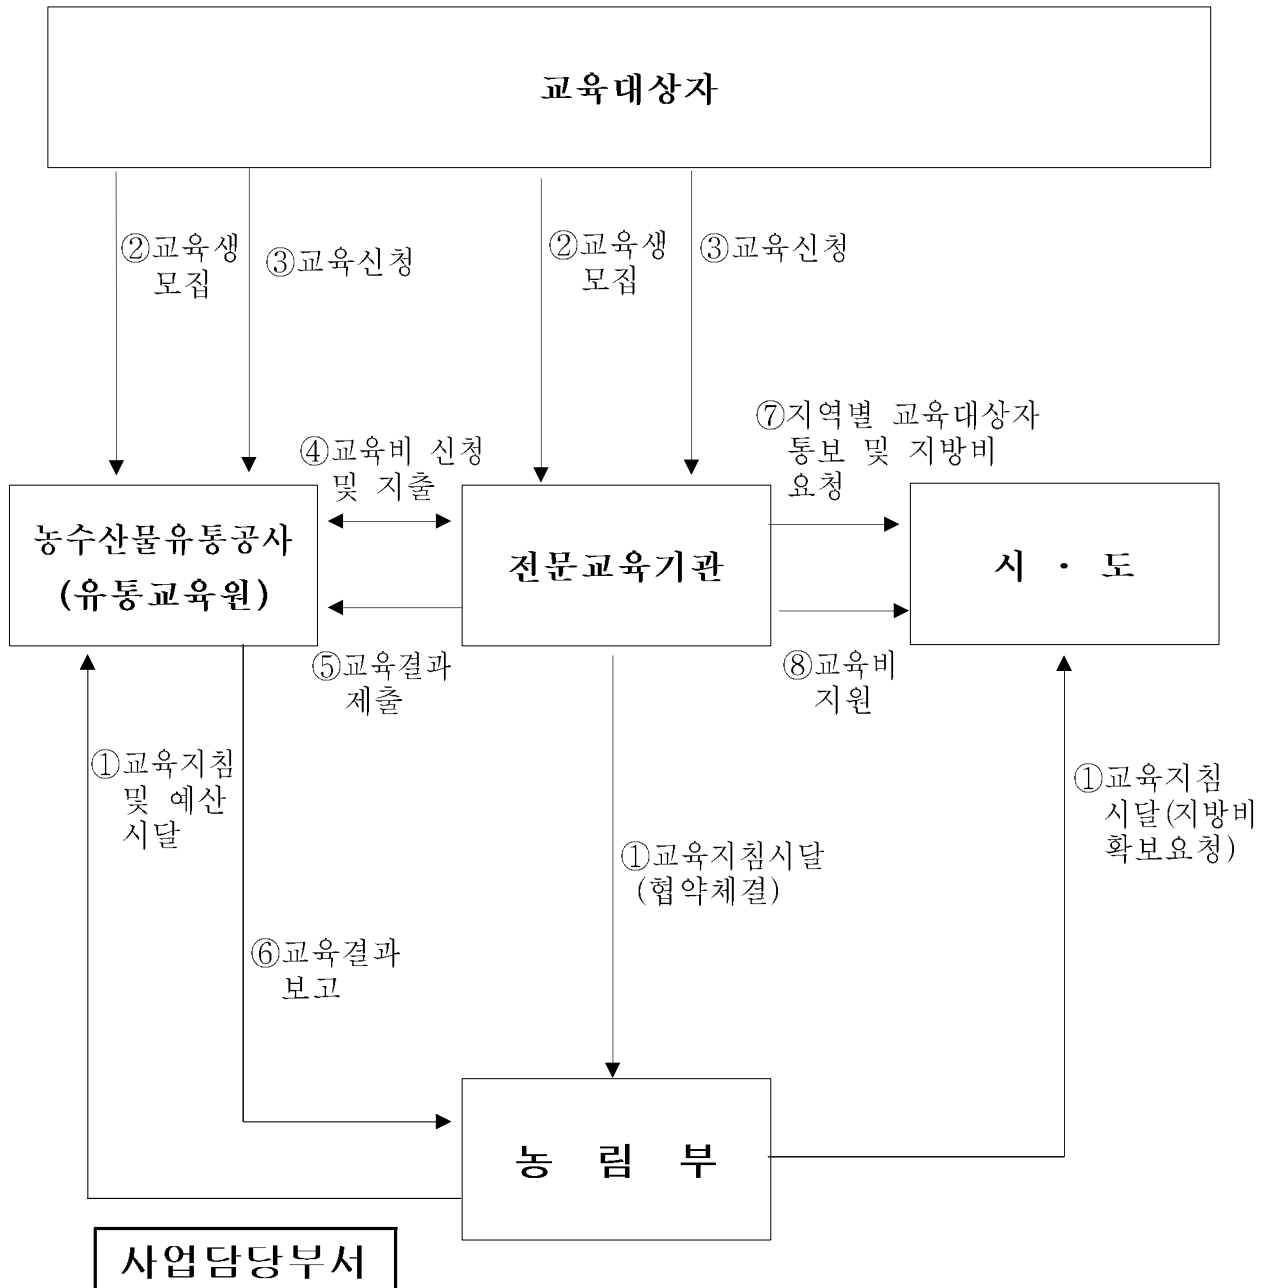 교육대상자
②교육생
모집
③교육신청
②교육생
모집
③교육신청
④교육비 신청
및 지출
⑦지역별 교육대상자
통보 및 지방비
요청
농수산물유통공사
(유통교육원)
전문교육기관
시 · 도
⑤교육결과
제출
⑧교육비
지원
①교육지침
및 예산
시달
①교육지침시달
(협약체결)
①교육지침
시달(지방비
확보요청)
⑥교육결과
보고
농 림 부
사업담당부서